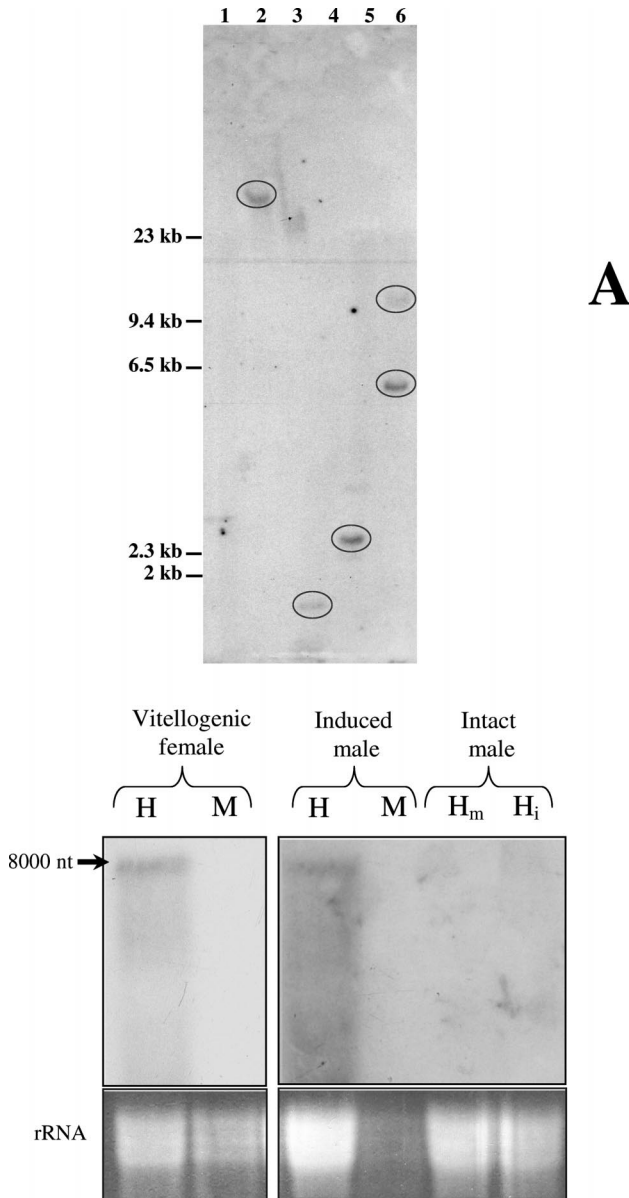 1 2 3 4 5 6
23 kb
A
9.4 kb
6.5 kb
2.3 kb
2 kb
Vitellogenic female
Induced male
Intact male
H M H M Hm Hi
8000 nt
rRNA